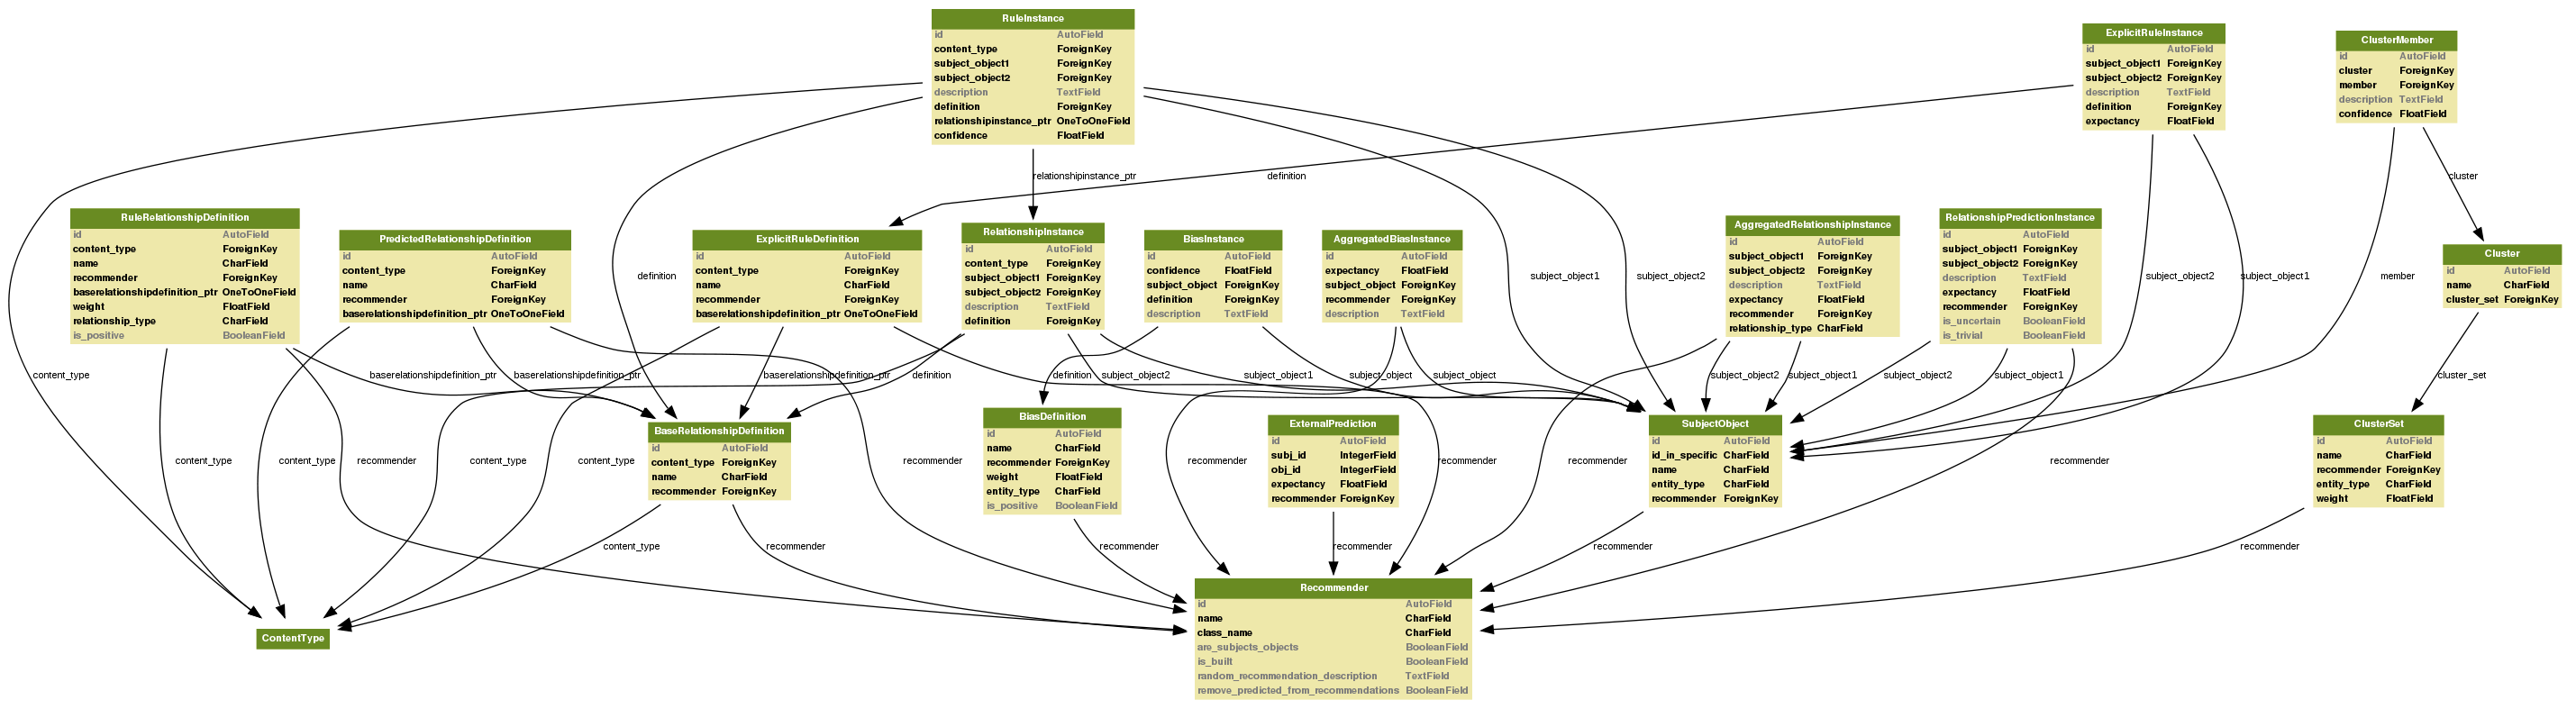 RuleInstance
id AutoField
content_type ForeignKey
subject_object1 ForeignKey
subject_object2 ForeignKey
description TextField
definition ForeignKey
relationshipinstance_ptr OneToOneField
confidence FloatField
ExplicitRuleInstance
id AutoField
subject_object1 ForeignKey
subject_object2 ForeignKey
description TextField
definition ForeignKey
expectancy FloatField
ClusterMember
id AutoField
cluster ForeignKey
member ForeignKey
description TextField
confidence FloatField
relationshipinstance_ptr
definition
cluster
RuleRelationshipDefinition
id AutoField
content_type ForeignKey
name CharField
recommender ForeignKey
baserelationshipdefinition_ptr OneToOneField
weight FloatField
relationship_type CharField
is_positive BooleanField
PredictedRelationshipDefinition
id AutoField
content_type ForeignKey
name CharField
recommender ForeignKey
baserelationshipdefinition_ptr OneToOneField
definition
ExplicitRuleDefinition
id AutoField
content_type ForeignKey
name CharField
recommender ForeignKey
baserelationshipdefinition_ptr OneToOneField
RelationshipInstance
id AutoField
content_type ForeignKey
subject_object1 ForeignKey
subject_object2 ForeignKey
description TextField
definition ForeignKey
BiasInstance
id AutoField
confidence FloatField
subject_object ForeignKey
definition ForeignKey
description TextField
AggregatedBiasInstance
id AutoField
expectancy FloatField
subject_object ForeignKey
recommender ForeignKey
description TextField
subject_object1
subject_object2
AggregatedRelationshipInstance
id AutoField
subject_object1 ForeignKey
subject_object2 ForeignKey
description TextField
expectancy FloatField
recommender ForeignKey
relationship_type CharField
RelationshipPredictionInstance
id AutoField
subject_object1 ForeignKey
subject_object2 ForeignKey
description TextField
expectancy FloatField
recommender ForeignKey
is_uncertain BooleanField
is_trivial BooleanField
subject_object2
subject_object1
member
Cluster
id AutoField
name CharField
cluster_set ForeignKey
content_type
baserelationshipdefinition_ptr
baserelationshipdefinition_ptr
baserelationshipdefinition_ptr
definition
definition
subject_object2
subject_object1
subject_object
subject_object
subject_object2
subject_object1
subject_object2
subject_object1
cluster_set
BaseRelationshipDefinition
id AutoField
content_type ForeignKey
name CharField
recommender ForeignKey
BiasDefinition
id AutoField
name CharField
recommender ForeignKey
weight FloatField
entity_type CharField
is_positive BooleanField
ExternalPrediction
id AutoField
subj_id IntegerField
obj_id IntegerField
expectancy FloatField
recommender ForeignKey
SubjectObject
id AutoField
id_in_specific CharField
name CharField
entity_type CharField
recommender ForeignKey
ClusterSet
id AutoField
name CharField
recommender ForeignKey
entity_type CharField
weight FloatField
content_type
content_type
recommender
content_type
content_type
recommender
recommender
recommender
recommender
recommender
content_type
recommender
recommender
recommender
recommender
recommender
ContentType
Recommender
id AutoField
name CharField
class_name CharField
are_subjects_objects BooleanField
is_built BooleanField
random_recommendation_description TextField
remove_predicted_from_recommendations BooleanField